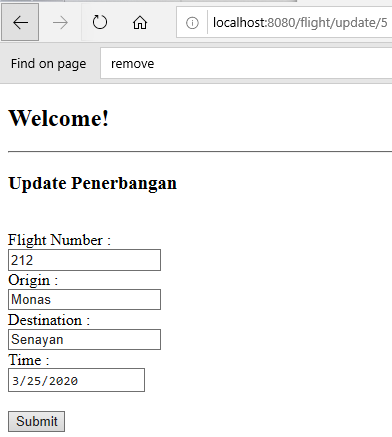 localhost:8080/flight/update/5
Find on page remove
Welcome!
Update Penerbangan
Flight Number :
212
Origin :
Monas
Destination :
Senayan
Time :
3/25/2020
Submit